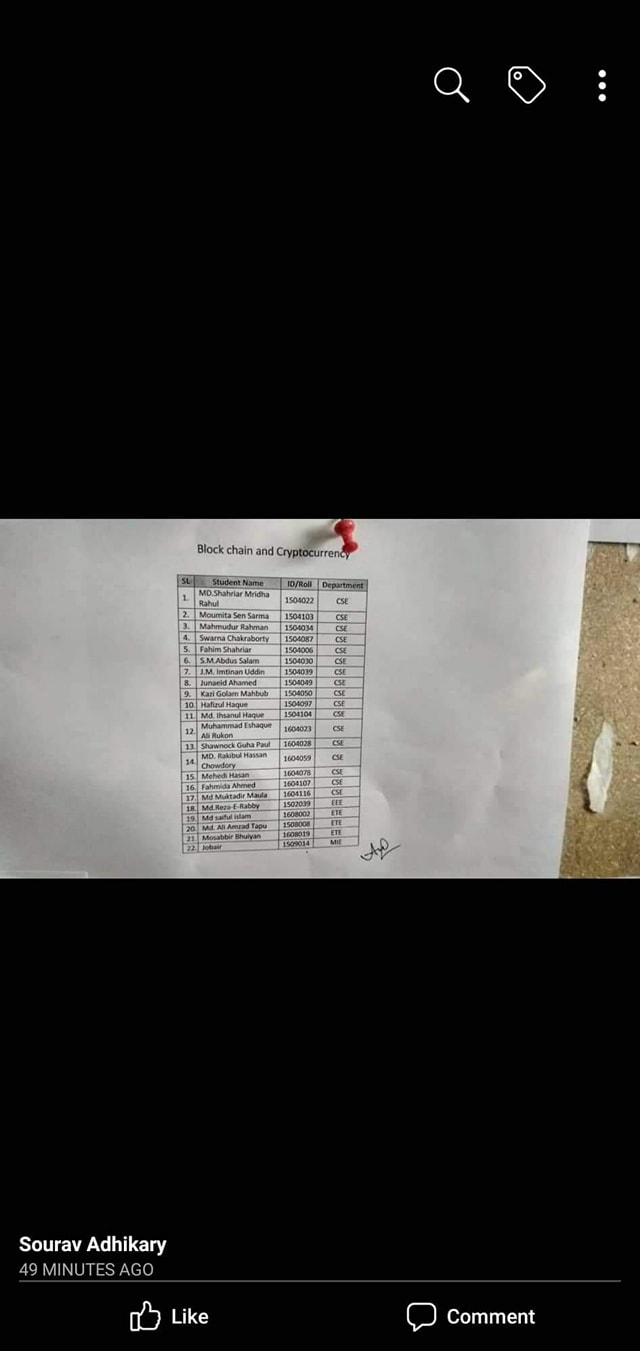 Block chain and Cryptocurrency
SL Student Name ID/Roll Department
1. MD.Shahriar Mridha Rahul 1504022 CSE
2. Moumita Sen Sarma 1504103 CSE
3. Mahmudur Rahman 1504034 CSE
4. Swarna Chakraborty 1504087 CSE
5. Fahim Shahriar 1504006 CSE
6. S.M.Abdus Salam 1504030 CSE
7. J.M. Imtinan Uddin 1504039 CSE
8. Junaeid Ahamed 1504049 CSE
9. Kazi Golam Mahbub 1504050 CSE
10. Hafizul Haque 1504097 CSE
11. Md. Ihsanul Haque 1504104 CSE
12. Muhammad Eshaque Ali Rukon 1604023 CSE
13. Shawnock Guha Paul 1604028 CSE
14. MD. Rakibul Hassan Chowdory 1604059 CSE
15. Mehedi Hasan 1604078 CSE
16. Fahmida Ahmed 1604107 CSE
17. Md Muktadir Maula 1604116 CSE
18. Md.Reza-E-Rabby 1502039 EEE
19. Md saiful islam 1608002 ETE
20. Md. Ali Amzad Tapu 1508008 ETE
21. Mosabbir Bhuiyan 1608019 ETE
22. Jobair 1509014 MIE
Sourav Adhikary
49 MINUTES AGO
Like
Comment